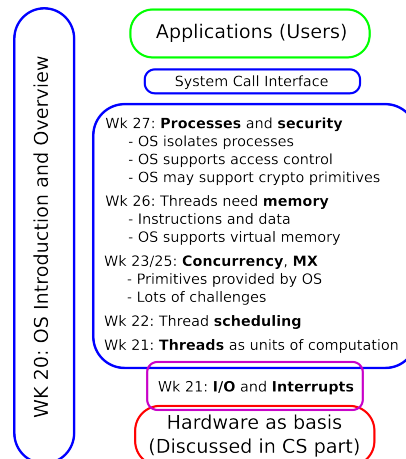 WK 20: OS Introduction and Overview
Applications (Users)
System Call Interface
Wk 27: Processes and security
- OS isolates processes
- OS supports access control
- OS may support crypto primitives
Wk 26: Threads need memory
- Instructions and data
- OS supports virtual memory
Wk 23/25: Concurrency, MX
- Primitives provided by OS
- Lots of challenges
Wk 22: Thread scheduling
Wk 21: Threads as units of computation
Wk 21: I/O and Interrupts
Hardware as basis
(Discussed in CS part)